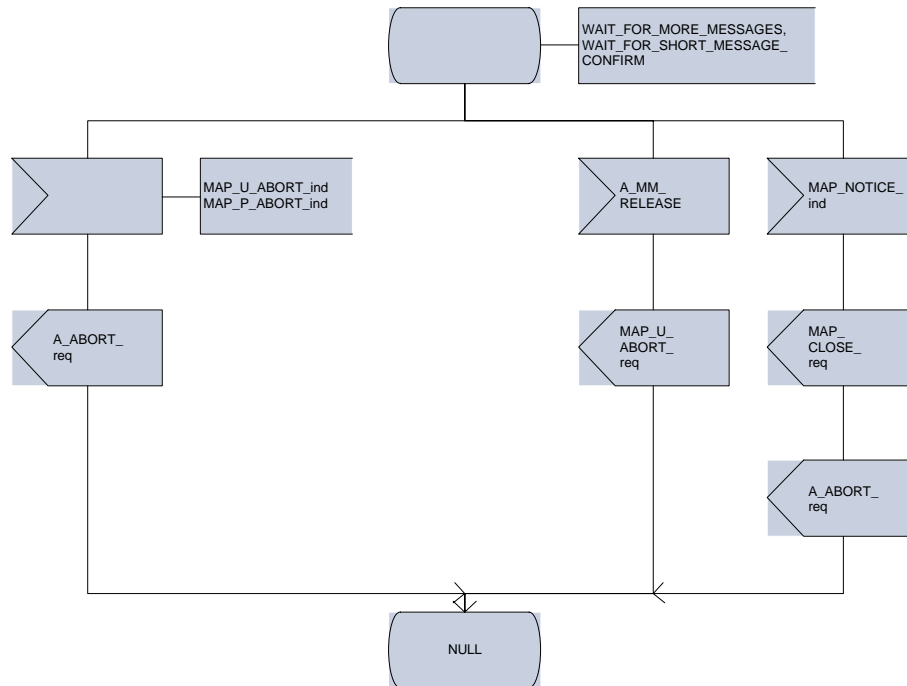 WAIT_FOR_MORE_MESSAGES,
WAIT_FOR_SHORT_MESSAGE_
CONFIRM
MAP_U_ABORT_ind
MAP_P_ABORT_ind
A_MM_
RELEASE
MAP_NOTICE_
ind
A_ABORT_
req
MAP_U_
ABORT_
req
MAP_
CLOSE_
req
A_ABORT_
req
NULL